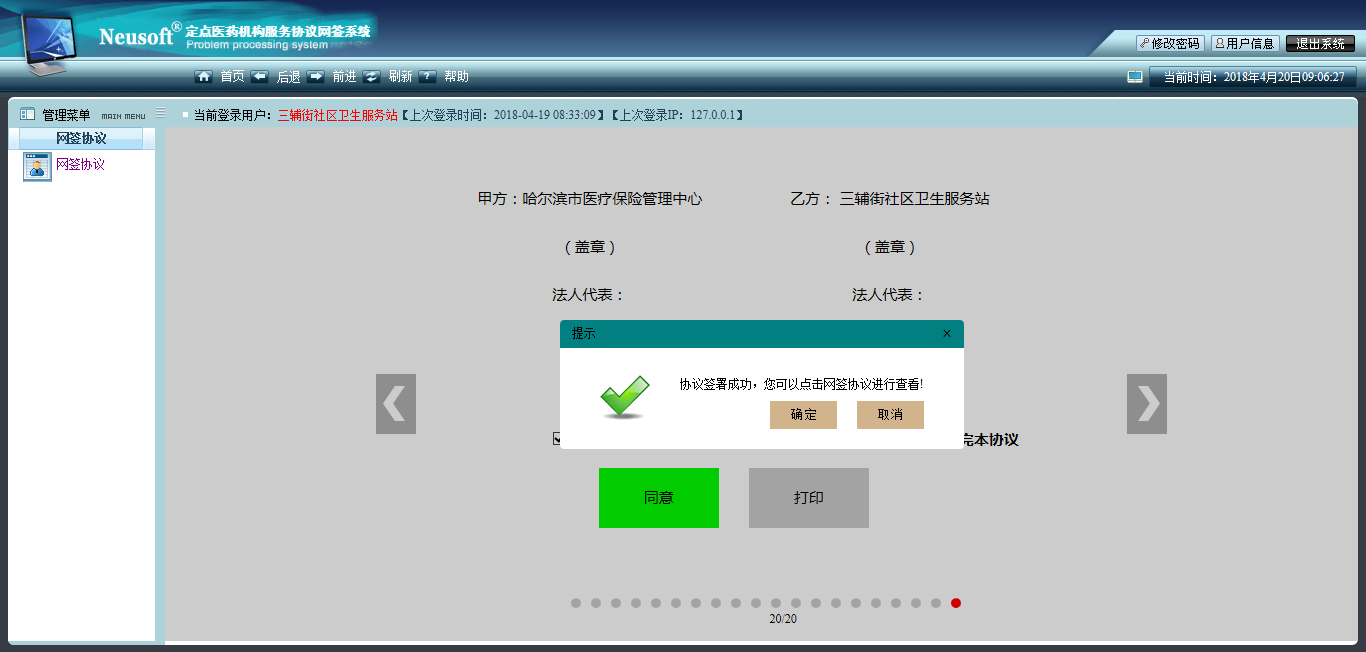 Neusoft® 定点医药机构服务协议网签系统
Problem processing system
修改密码 用户信息 退出系统
首页 后退 前进 刷新 ? 帮助
当前时间：2018年4月20日09:06:27
管理菜单 MAIN MENU
当前登录用户：三辅街社区卫生服务站【上次登录时间：2018-04-19 08:33:09】【上次登录IP：127.0.0.1】
网签协议
网签协议
甲方：哈尔滨市医疗保险管理中心 乙方： 三辅街社区卫生服务站
（盖章） （盖章）
法人代表： 法人代表：
提示 ×
协议签署成功，您可以点击网签协议进行查看!
确定 取消
完本协议
同意 打印
20/20